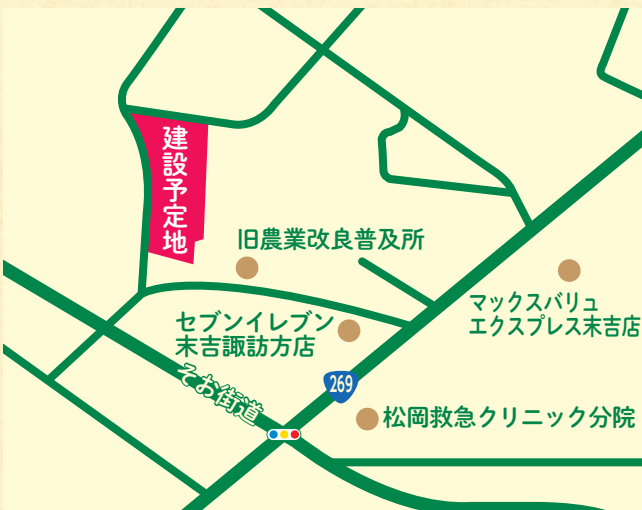 建設予定地
旧農業改良普及所
マックスバリュ
エクスプレス末吉店
セブンイレブン
末吉諏訪方店
そお街道
269
松岡救急クリニック分院